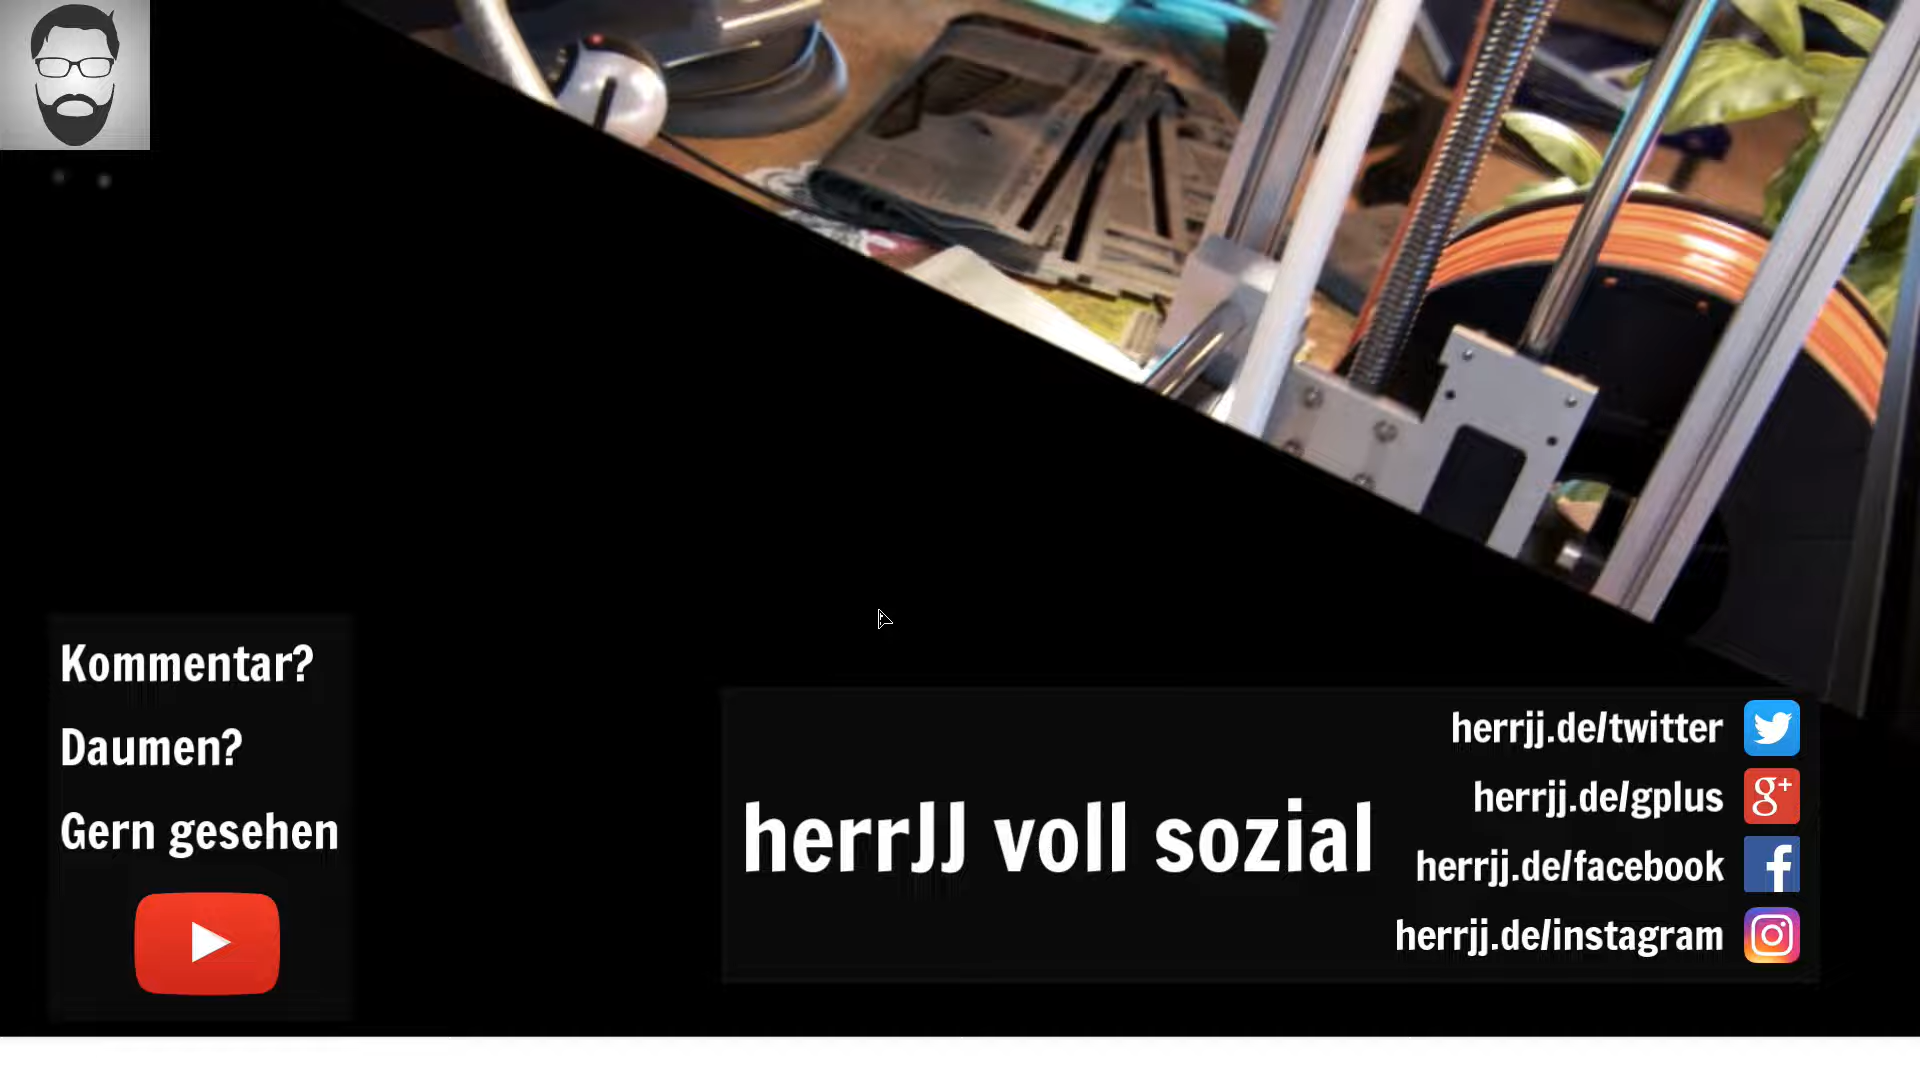 Kommentar?
Daumen?
Gern gesehen
herrJJ voll sozial
herrjj.de/twitter
herrjj.de/gplus
herrjj.de/facebook
herrjj.de/instagram
g+
f